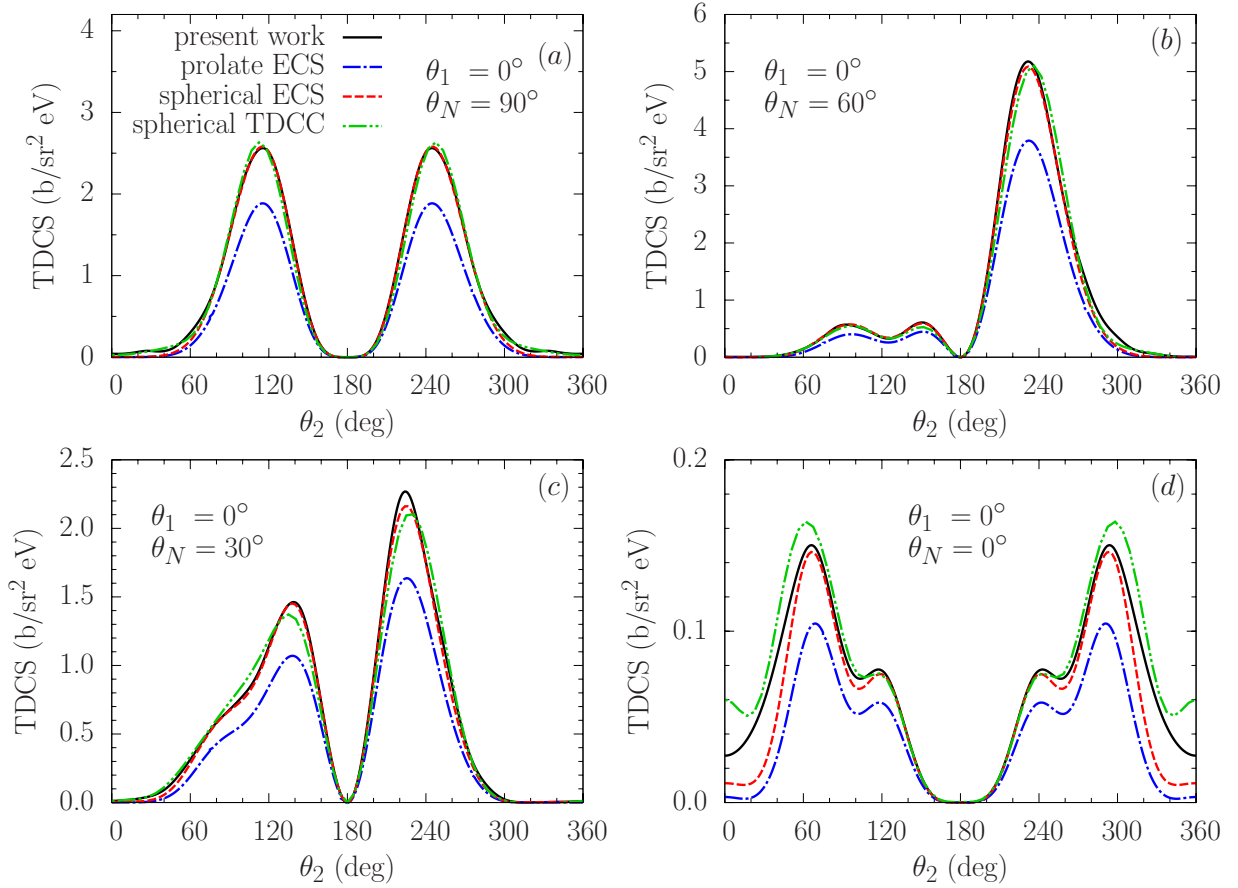 present work
prolate ECS
spherical ECS
spherical TDCC
(a)
θ1 = 0°
θN = 90°
TDCS (b/sr² eV)
4
3
2
1
0
0 60 120 180 240 300 360
θ2 (deg)
(b)
θ1 = 0°
θN = 60°
TDCS (b/sr² eV)
6
5
4
3
2
1
0
0 60 120 180 240 300 360
θ2 (deg)
(c)
θ1 = 0°
θN = 30°
TDCS (b/sr² eV)
2.5
2.0
1.5
1.0
0.5
0.0
0 60 120 180 240 300 360
θ2 (deg)
(d)
θ1 = 0°
θN = 0°
TDCS (b/sr² eV)
0.2
0.1
0.0
0 60 120 180 240 300 360
θ2 (deg)